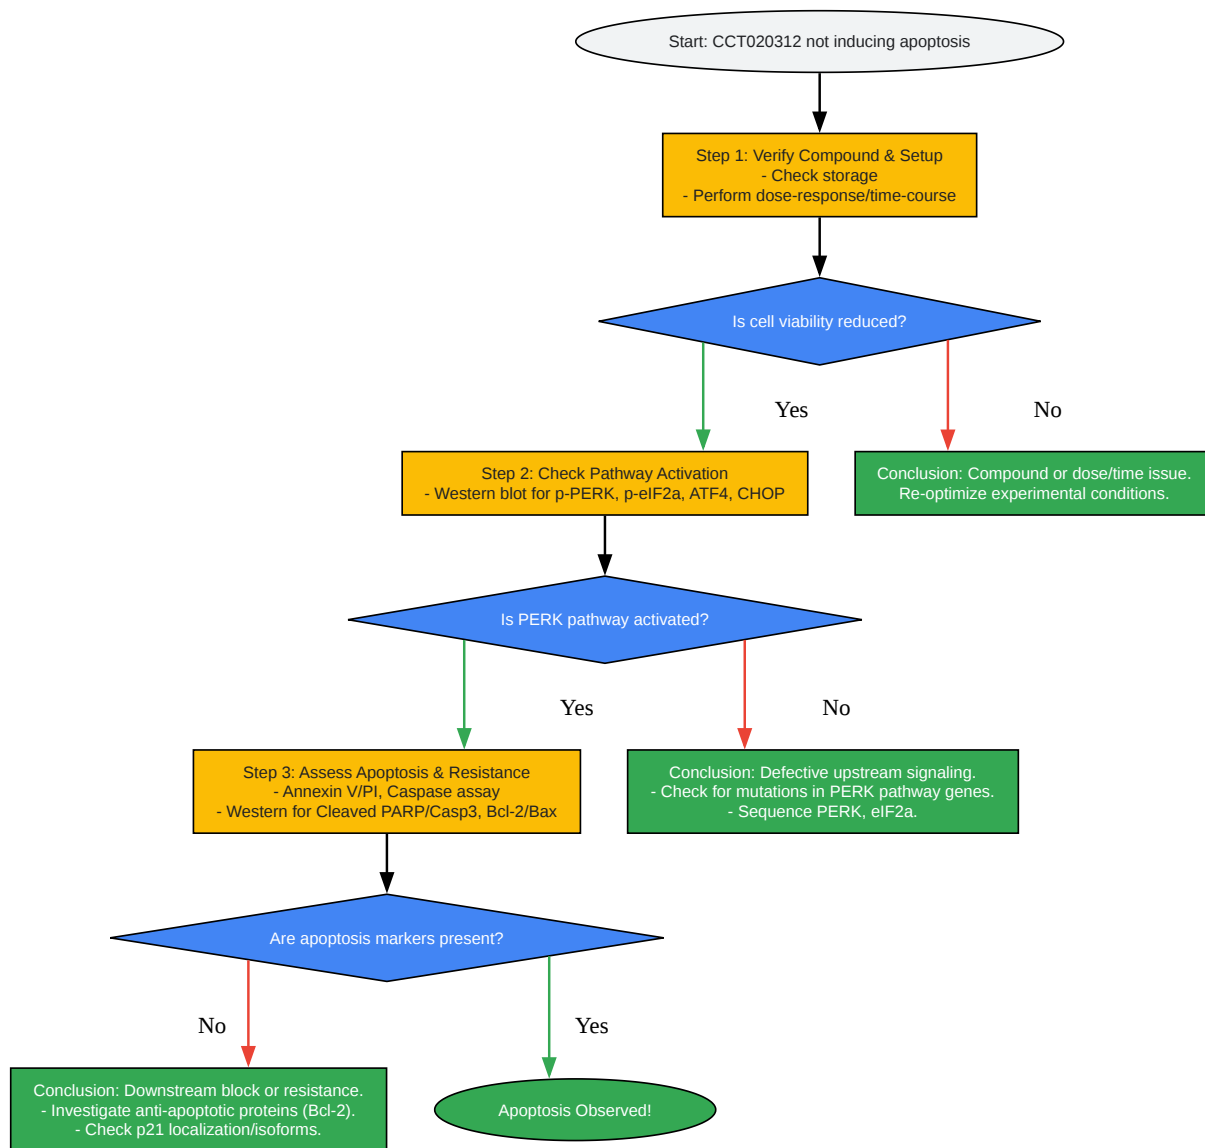 Start: CCT020312 not inducing apoptosis
Step 1: Verify Compound & Setup
- Check storage
- Perform dose-response/time-course
Is cell viability reduced?
Yes
No
Step 2: Check Pathway Activation
- Western blot for p-PERK, p-eIF2a, ATF4, CHOP
Conclusion: Compound or dose/time issue.
Re-optimize experimental conditions.
Is PERK pathway activated?
Yes
No
Step 3: Assess Apoptosis & Resistance
- Annexin V/PI, Caspase assay
- Western for Cleaved PARP/Casp3, Bcl-2/Bax
Conclusion: Defective upstream signaling.
- Check for mutations in PERK pathway genes.
- Sequence PERK, eIF2a.
Are apoptosis markers present?
No
Yes
Conclusion: Downstream block or resistance.
- Investigate anti-apoptotic proteins (Bcl-2).
- Check p21 localization/isoforms.
Apoptosis Observed!